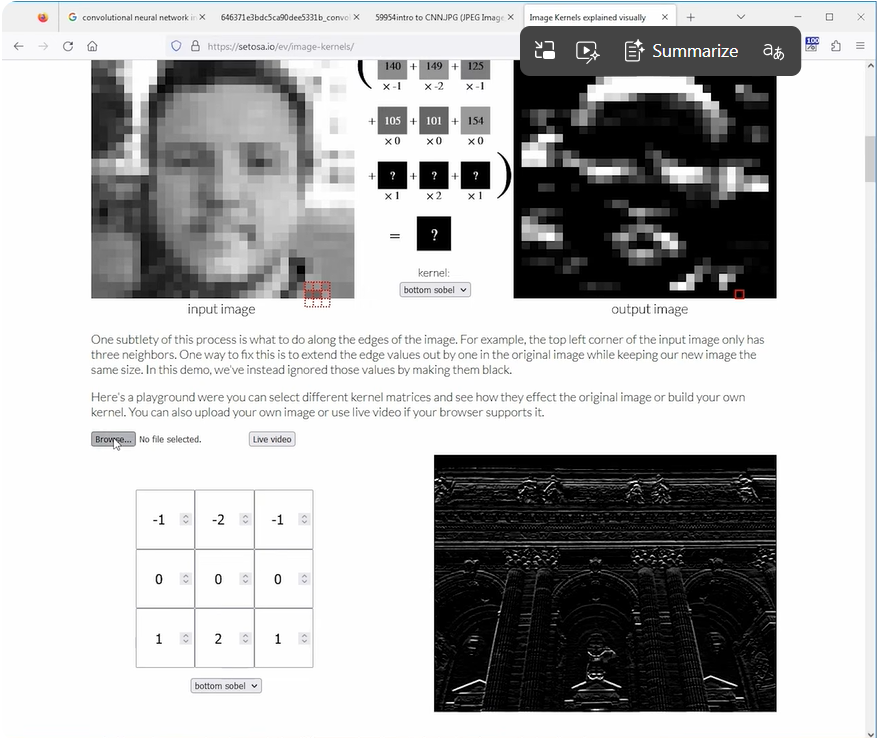 convolutional neural network in
646371e3bdc5ca90dee5331b_convol
59954intro to CNN.JPG (JPEG Image
Image Kernels explained visually
https://setosa.io/ev/image-kernels/
100
Summarize
( 140 + 149 + 125
×-1 ×-2 ×-1
+ 105 + 101 + 154
×0 ×0 ×0
+ ? + ? + ? )
×1 ×2 ×1
= ?
kernel:
bottom sobel
input image
output image
One subtlety of this process is what to do along the edges of the image. For example, the top left corner of the input image only has
three neighbors. One way to fix this is to extend the edge values out by one in the original image while keeping our new image the
same size. In this demo, we've instead ignored those values by making them black.
Here's a playground were you can select different kernel matrices and see how they effect the original image or build your own
kernel. You can also upload your own image or use live video if your browser supports it.
Browse... No file selected. Live video
-1 -2 -1
0 0 0
1 2 1
bottom sobel